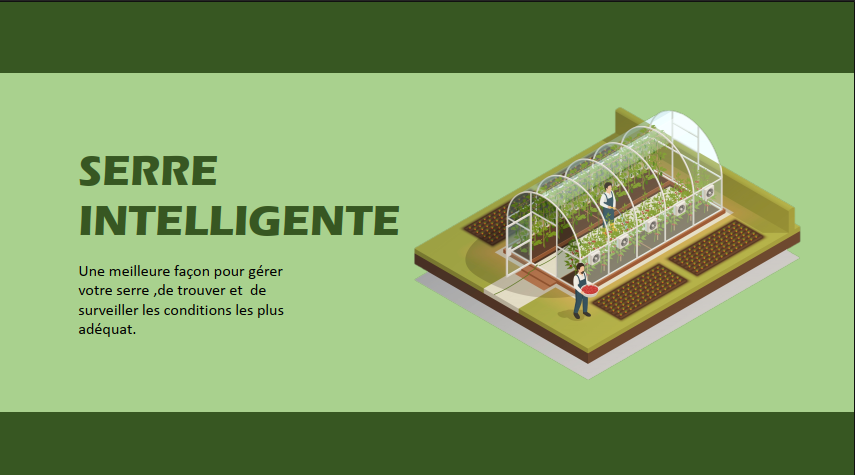 SERRE
INTELLIGENTE
Une meilleure façon pour gérer
votre serre ,de trouver et  de
surveiller les conditions les plus
adéquat.